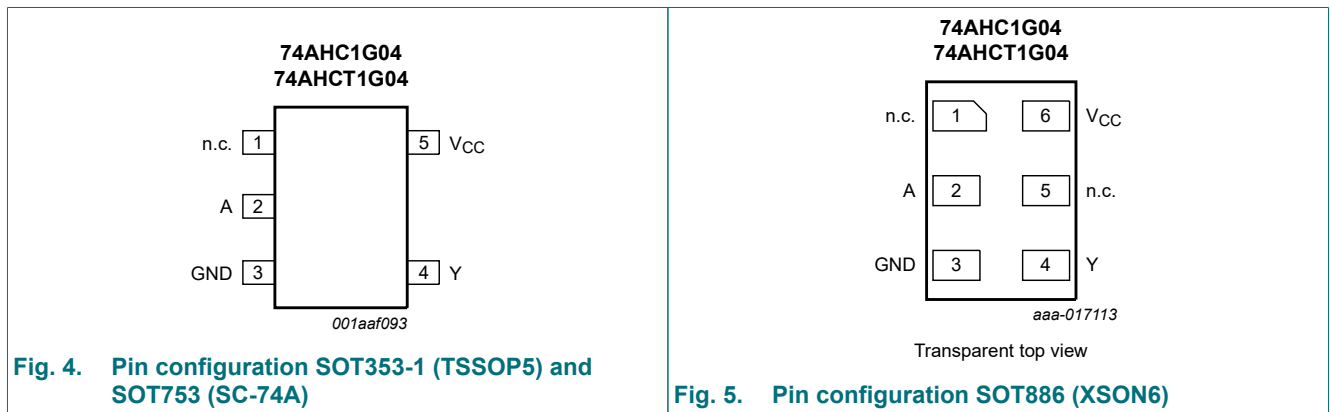 74AHC1G04
74AHCT1G04
n.c. 1
5 VCC
A 2
GND 3
4 Y
001aaf093
Fig. 4. Pin configuration SOT353-1 (TSSOP5) and
SOT753 (SC-74A)
74AHC1G04
74AHCT1G04
n.c. 1
6 VCC
A 2
5 n.c.
GND 3
4 Y
aaa-017113
Transparent top view
Fig. 5. Pin configuration SOT886 (XSON6)